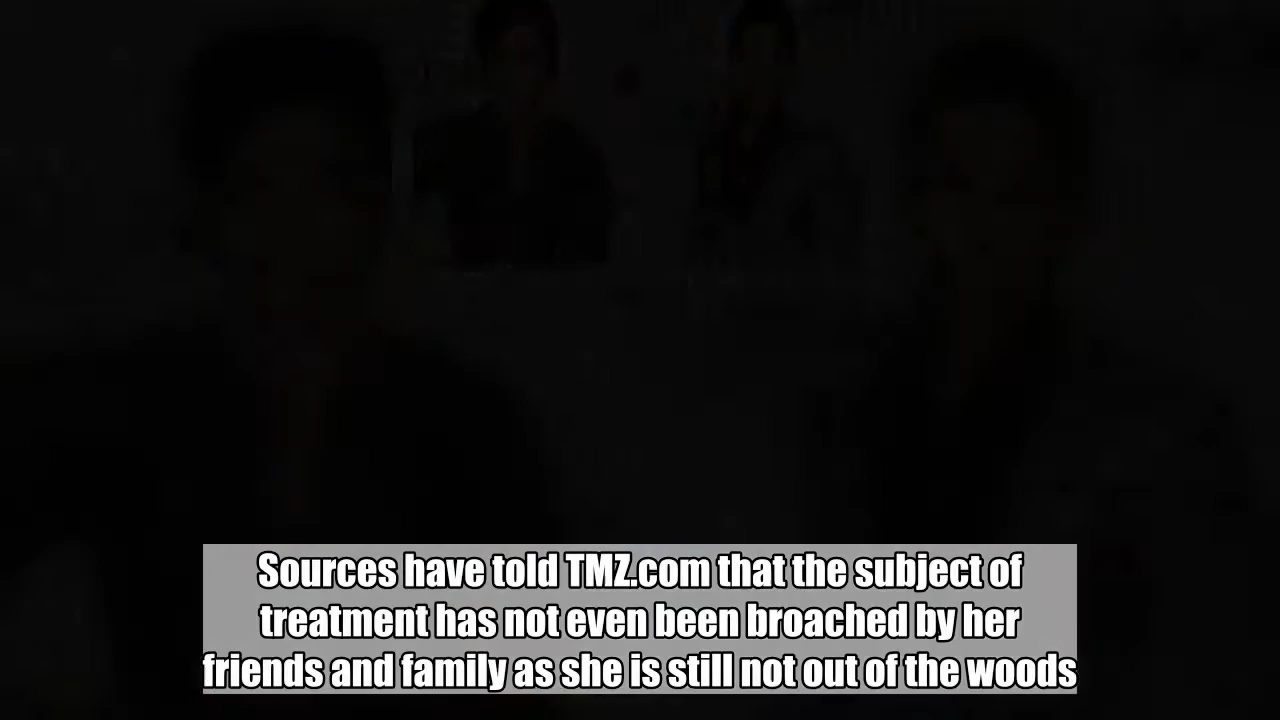 Sources have told TMZ.com that the subject of
treatment has not even been broached by her
friends and family as she is still not out of the woods